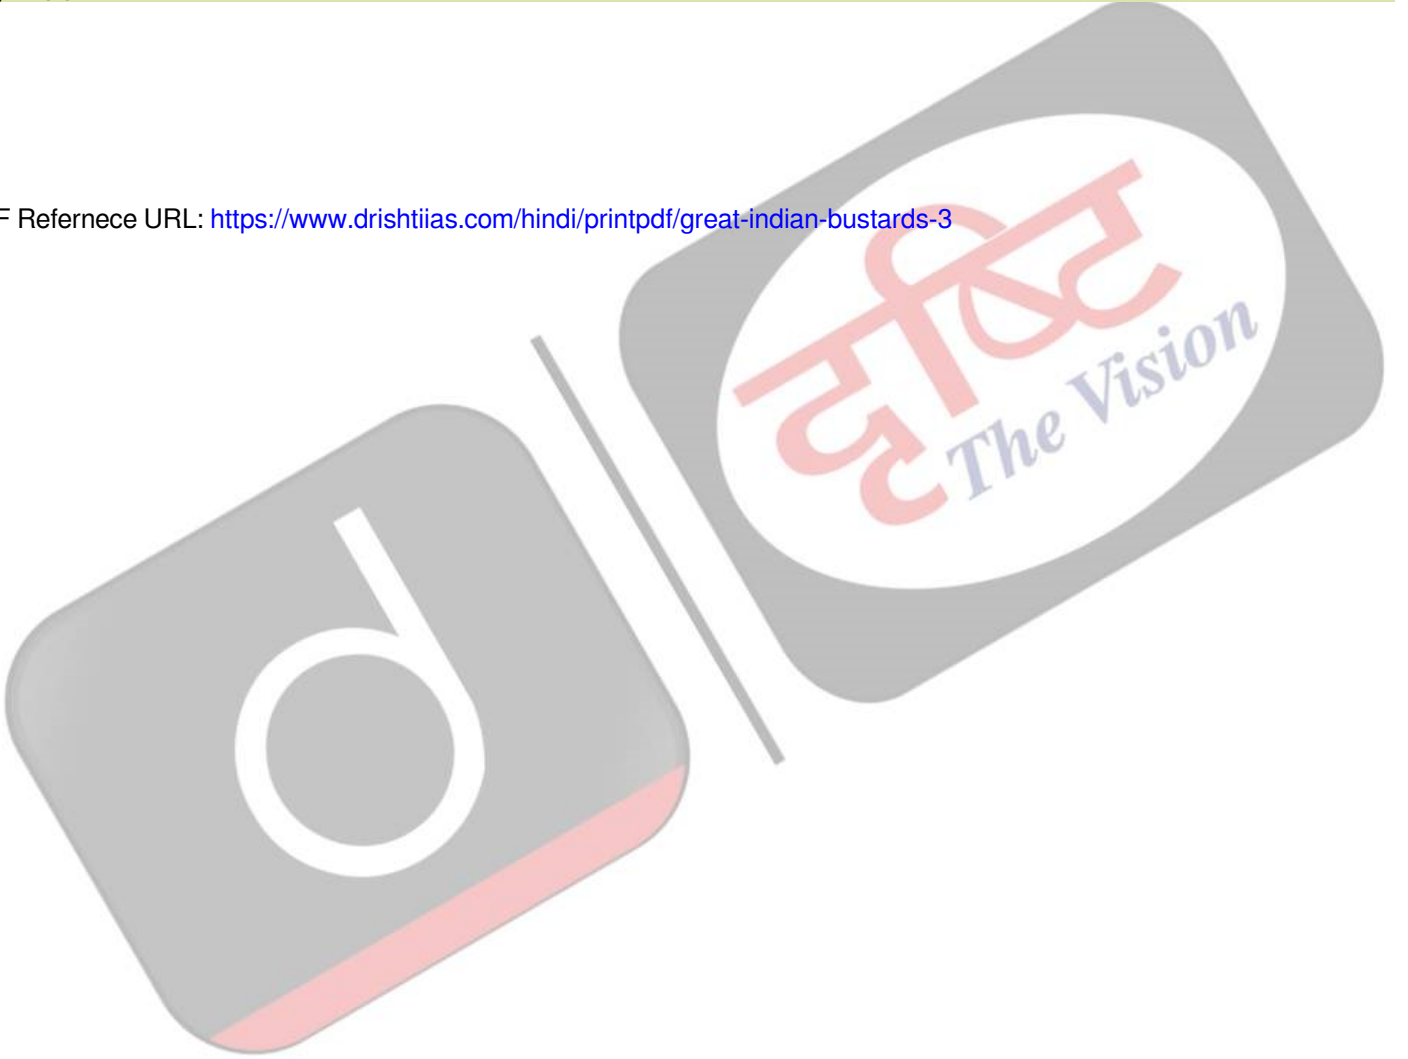 F Refernece URL: https://www.drishtiias.com/hindi/printpdf/great-indian-bustards-3
दृष्टि
The Vision
d